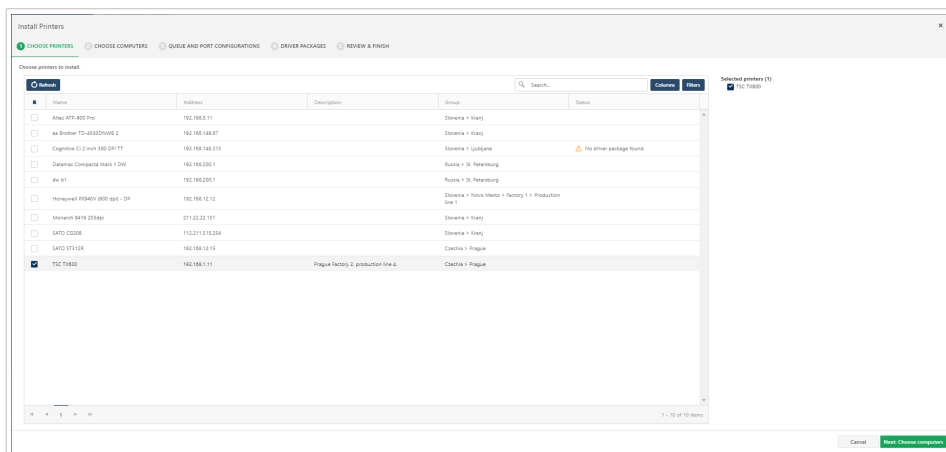 Install Printers
×
1 CHOOSE PRINTERS 2 CHOOSE COMPUTERS 3 QUEUE AND PORT CONFIGURATIONS 4 DRIVER PACKAGES 5 REVIEW & FINISH
Choose printers to install.
Refresh Search... Columns Filters
Name Address Description Group Status
Altec ATP-600 Pro 192.168.0.11 Slovenia > Kranj
aa Brother TD-4550DNWB 2 192.168.148.67 Slovenia > Kranj
Cognitive Ci 2 inch 300 DPI TT 192.168.148.213 Slovenia > Ljubljana No driver package found.
Datamax Compact4 Mark II DW 192.168.200.1 Russia > St. Petersburg
dw b1 192.168.200.1 Russia > St. Petersburg
Honeywell PX940V (600 dpi) - DP 192.168.12.12 Slovenia > Novo Mesto > Factory 1 > Production
line 1
Monarch 9416 203dpi 211.22.22.151 Slovenia > Kranj
SATO CG208 Slovenia > Kranj
SATO ST312R 192.168.12.15 Czechia > Prague
TSC TX600 192.168.1.11 Prague Factory 2, production line 4. Czechia > Prague
1
1 - 10 of 10 items
Selected printers (1)
TSC TX600
Cancel Next: Choose computers